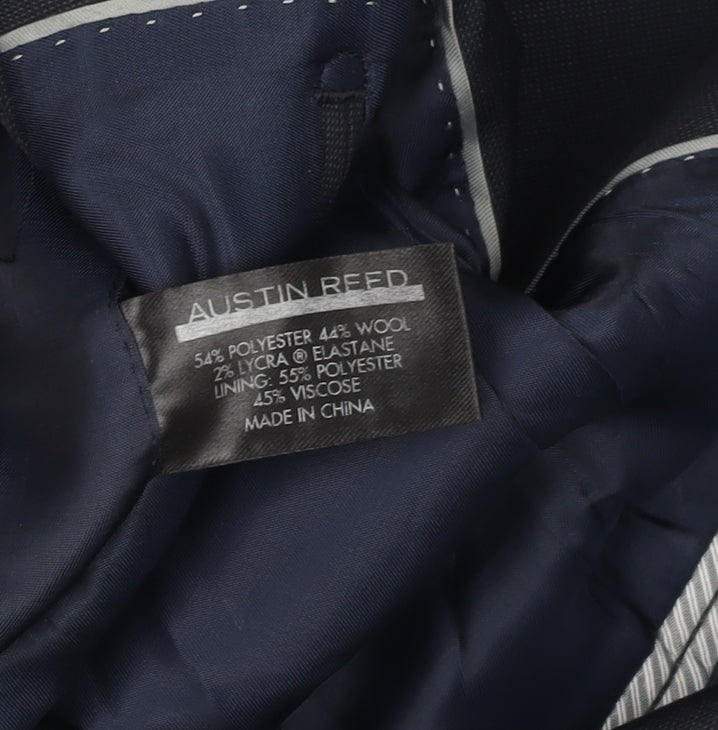 AUSTIN REED
54% POLYESTER 44% WOOL
2% LYCRA ® ELASTANE
LINING: 55% POLYESTER
45% VISCOSE
MADE IN CHiNA